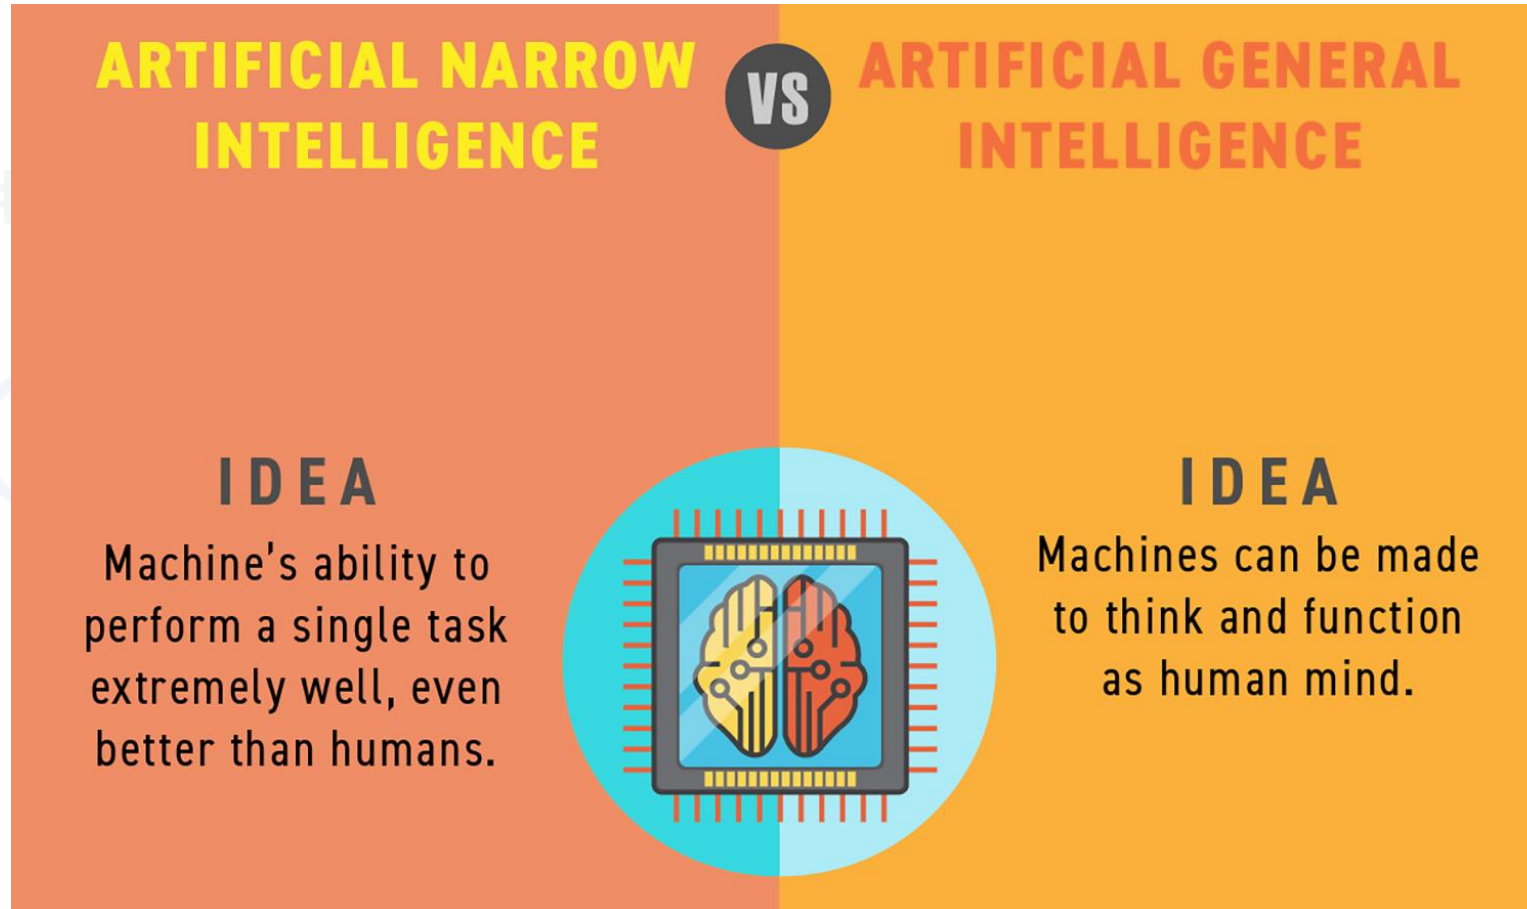 ARTIFICIAL NARROW
INTELLIGENCE
VS
ARTIFICIAL GENERAL
INTELLIGENCE
IDEA
Machine's ability to
perform a single task
extremely well, even
better than humans.
IDEA
Machines can be made
to think and function
as human mind.